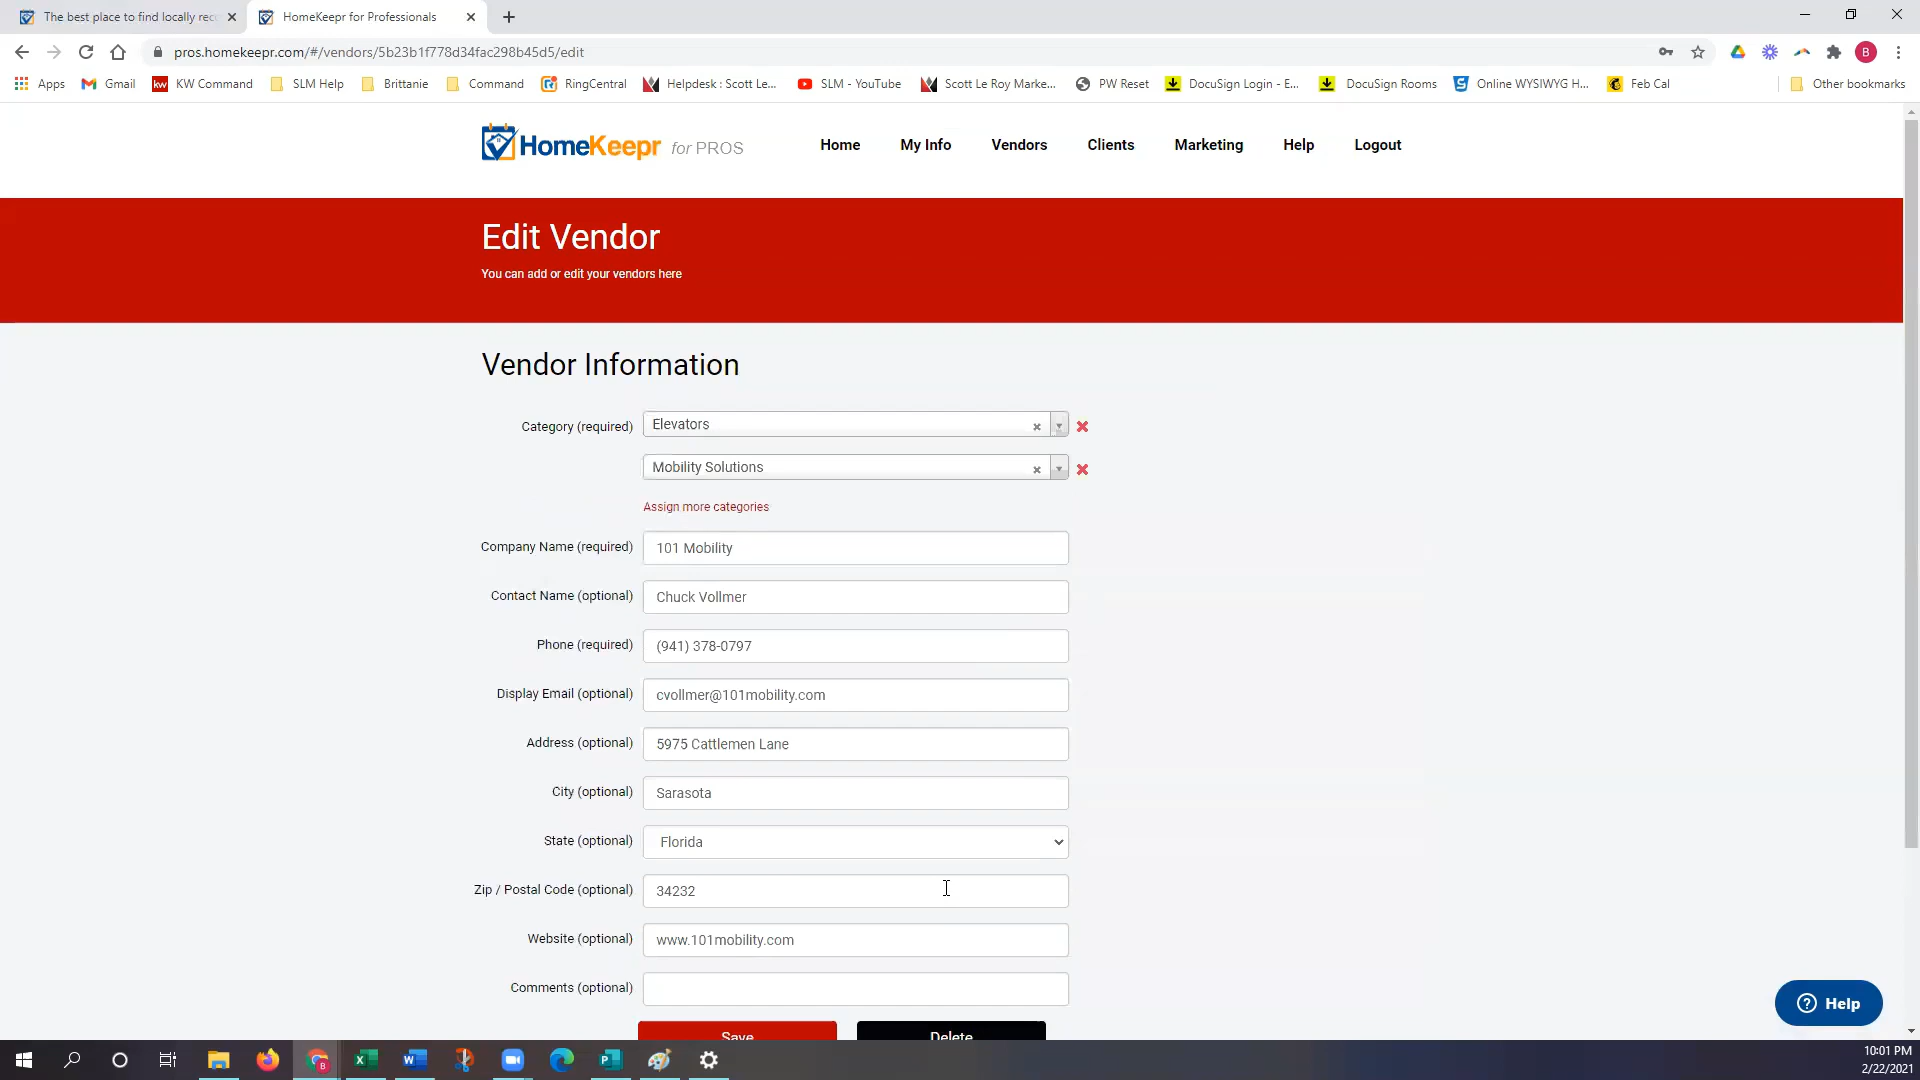 The best place to find locally rec
HomeKeepr for Professionals
pros.homekeepr.com/#/vendors/5b23b1f778d34fac298b45d5/edit
B
Apps
Gmail
kw KW Command
SLM Help
Brittanie
Command
RingCentral
Helpdesk : Scott Le...
SLM - YouTube
Scott Le Roy Marke...
PW Reset
DocuSign Login - E...
DocuSign Rooms
Online WYSIWYG H...
Feb Cal
Other bookmarks
HomeKeepr for PROS
Home
My Info
Vendors
Clients
Marketing
Help
Logout
Edit Vendor
You can add or edit your vendors here
Vendor Information
Category (required)
Elevators
Mobility Solutions
Assign more categories
Company Name (required)
101 Mobility
Contact Name (optional)
Chuck Vollmer
Phone (required)
(941) 378-0797
Display Email (optional)
cvollmer@101mobility.com
Address (optional)
5975 Cattlemen Lane
City (optional)
Sarasota
State (optional)
Florida
Zip / Postal Code (optional)
34232
Website (optional)
www.101mobility.com
Comments (optional)
Save
Delete
Help
10:01 PM
2/22/2021